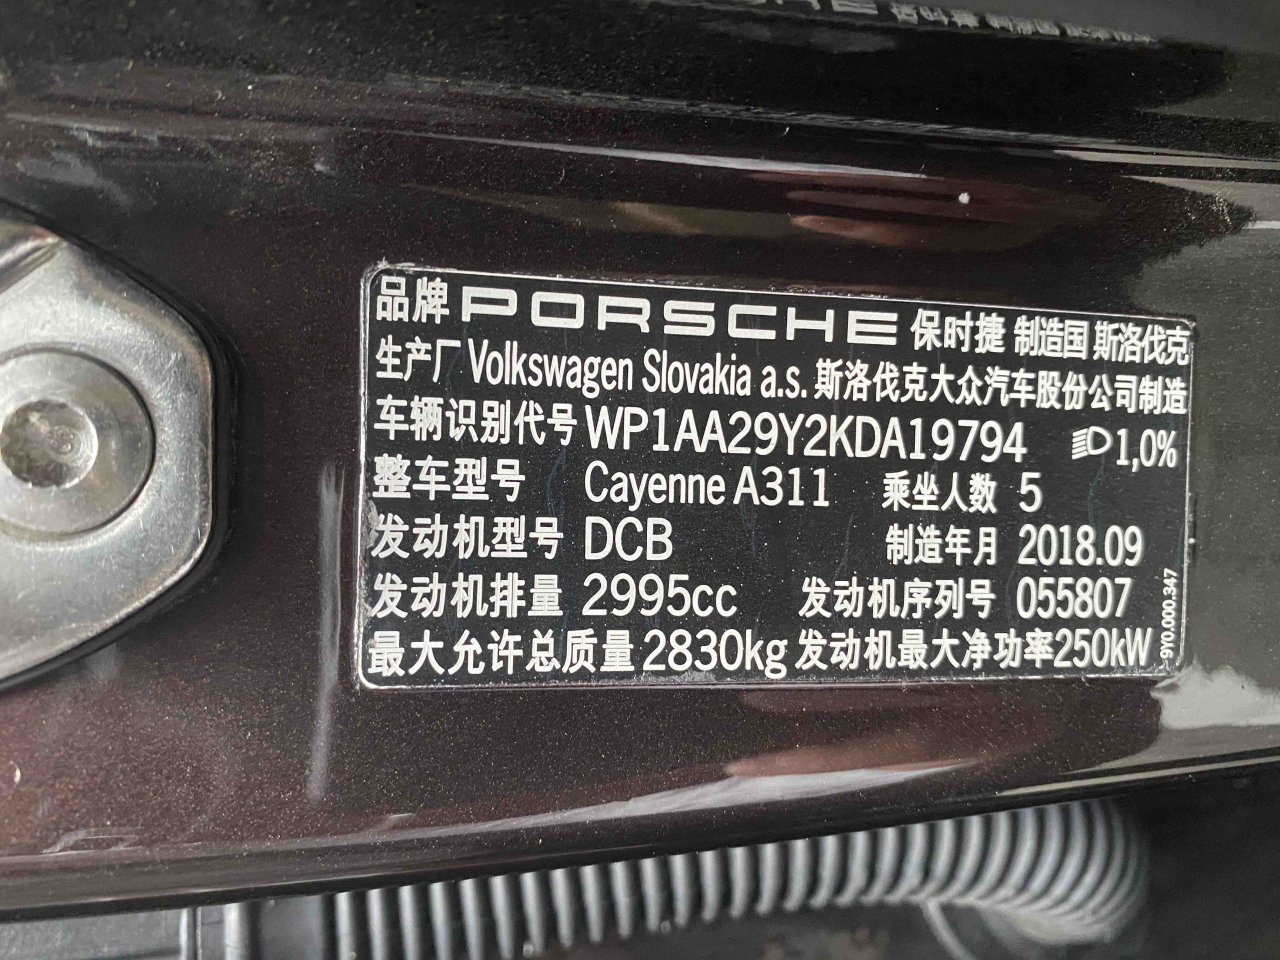 品牌 PORSCHE 保时捷 制造国 斯洛伐克
生产厂 Volkswagen Slovakia a.s. 斯洛伐克大众汽车股份公司制造
车辆识别代号 WP1AA29Y2KDA19794 1,0%
整车型号 Cayenne A311 乘坐人数 5
发动机型号 DCB 制造年月 2018.09
发动机排量 2995cc 发动机序列号 055807
最大允许总质量 2830kg 发动机最大净功率 250kW
9Y0.000.347